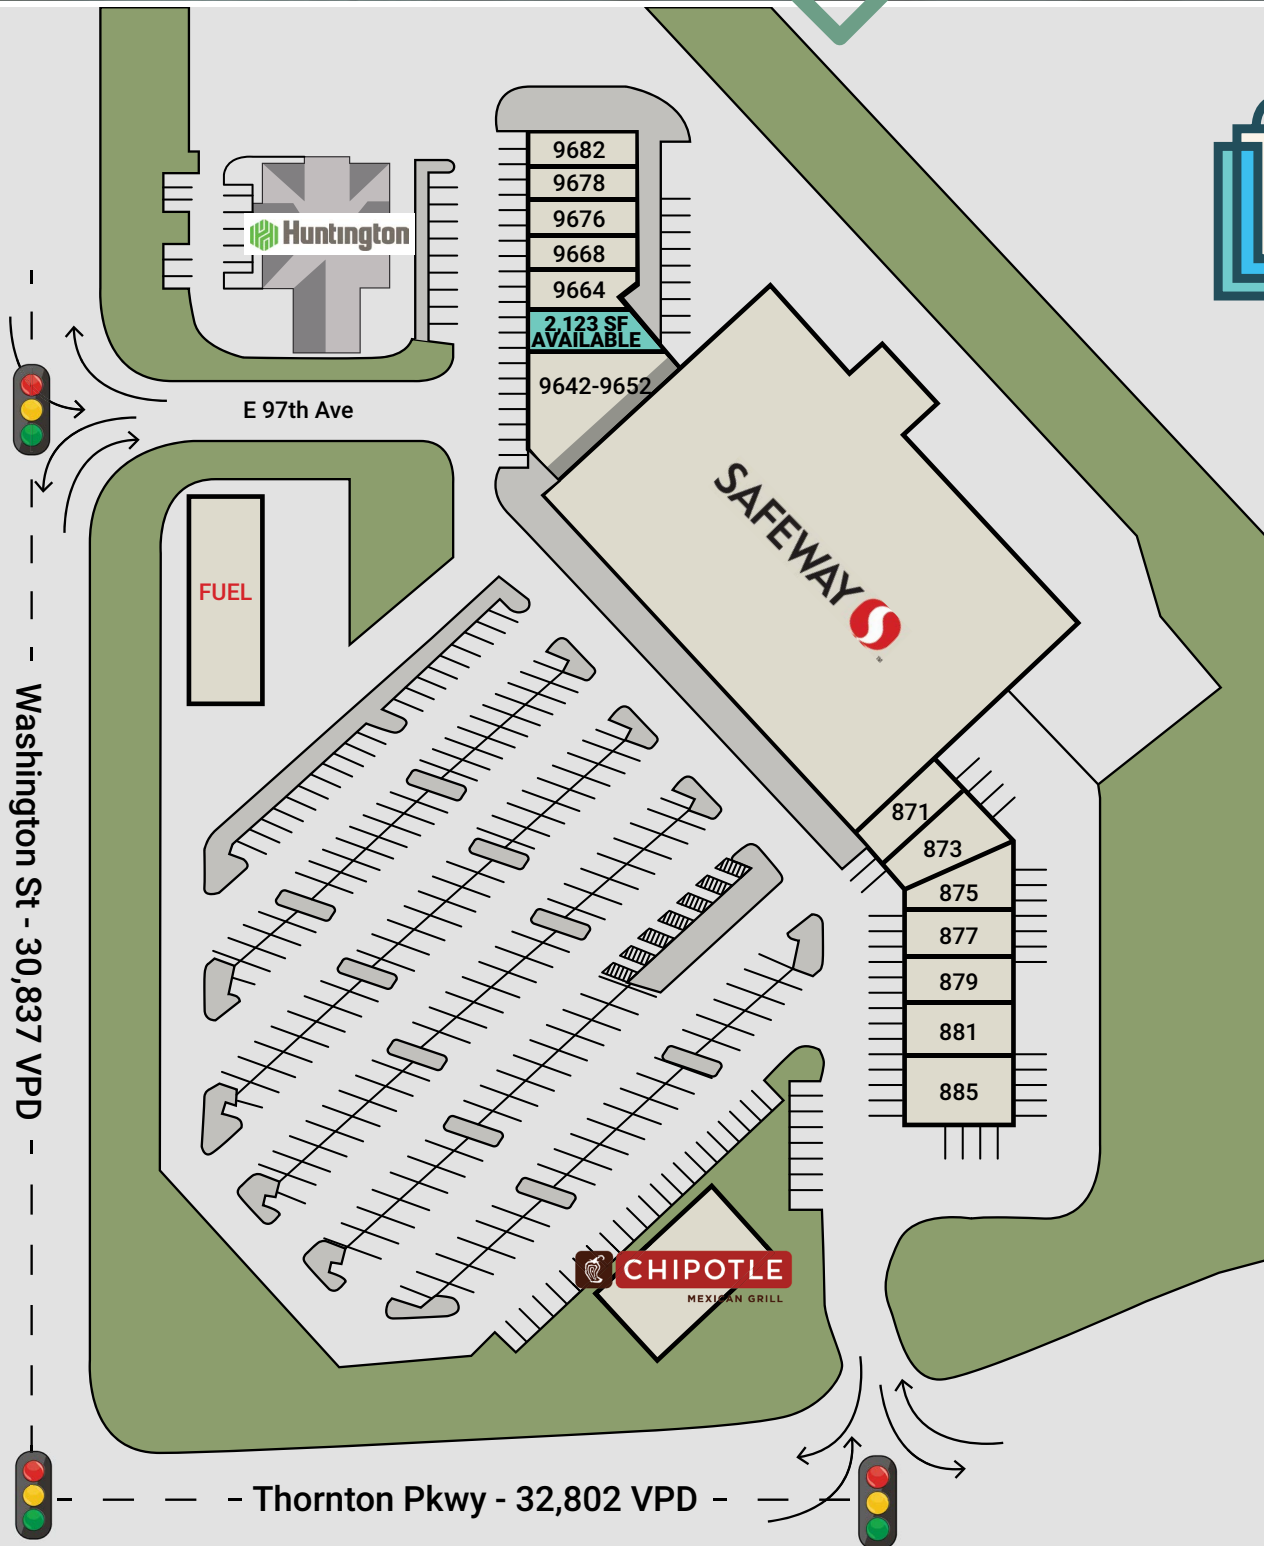 9682
9678
9676
9668
9664
2,123 SF
AVAILABLE
9642-9652
Huntington
E 97th Ave
FUEL
SAFEWAY
™
871
873
875
877
879
881
885
CHIPOTLE
MEXICAN GRILL
Washington St - 30,837 VPD
Thornton Pkwy - 32,802 VPD